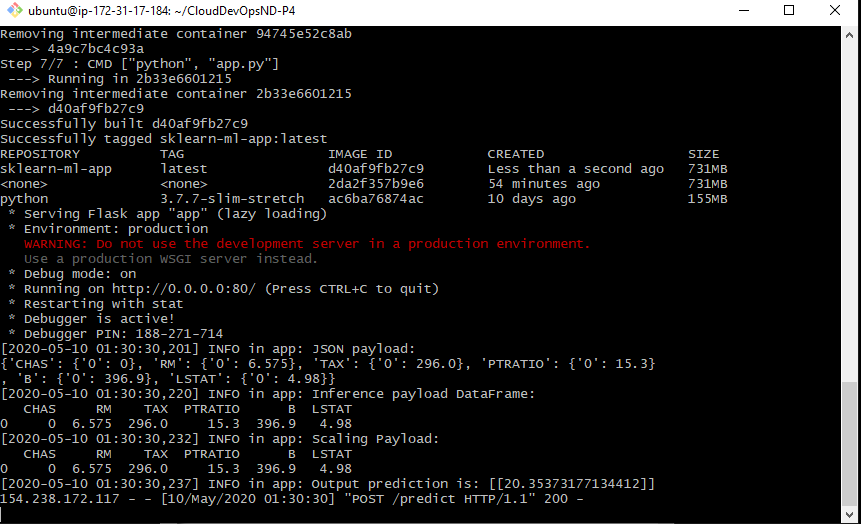 ubuntu@ip-172-31-17-184: ~/CloudDevOpsND-P4
Removing intermediate container 94745e52c8ab
 ---> 4a9c7bc4c93a
Step 7/7 : CMD ["python", "app.py"]
 ---> Running in 2b33e6601215
Removing intermediate container 2b33e6601215
 ---> d40af9fb27c9
Successfully built d40af9fb27c9
Successfully tagged sklearn-ml-app:latest
REPOSITORY          TAG                 IMAGE ID            CREATED                  SIZE
sklearn-ml-app      latest              d40af9fb27c9        Less than a second ago   731MB
<none>              <none>              2da2f357b9e6        54 minutes ago           731MB
python              3.7.7-slim-stretch  ac6ba76874ac        10 days ago              155MB
 * Serving Flask app "app" (lazy loading)
 * Environment: production
   WARNING: Do not use the development server in a production environment.
   Use a production WSGI server instead.
 * Debug mode: on
 * Running on http://0.0.0.0:80/ (Press CTRL+C to quit)
 * Restarting with stat
 * Debugger is active!
 * Debugger PIN: 188-271-714
[2020-05-10 01:30:30,201] INFO in app: JSON payload:
{'CHAS': {'0': 0}, 'RM': {'0': 6.575}, 'TAX': {'0': 296.0}, 'PTRATIO': {'0': 15.3}
, 'B': {'0': 396.9}, 'LSTAT': {'0': 4.98}}
[2020-05-10 01:30:30,220] INFO in app: Inference payload DataFrame:
   CHAS     RM    TAX  PTRATIO      B  LSTAT
0     0  6.575  296.0     15.3  396.9   4.98
[2020-05-10 01:30:30,232] INFO in app: Scaling Payload:
   CHAS     RM    TAX  PTRATIO      B  LSTAT
0     0  6.575  296.0     15.3  396.9   4.98
[2020-05-10 01:30:30,237] INFO in app: Output prediction is: [[20.35373177134412]]
154.238.172.117 - - [10/May/2020 01:30:30] "POST /predict HTTP/1.1" 200 -